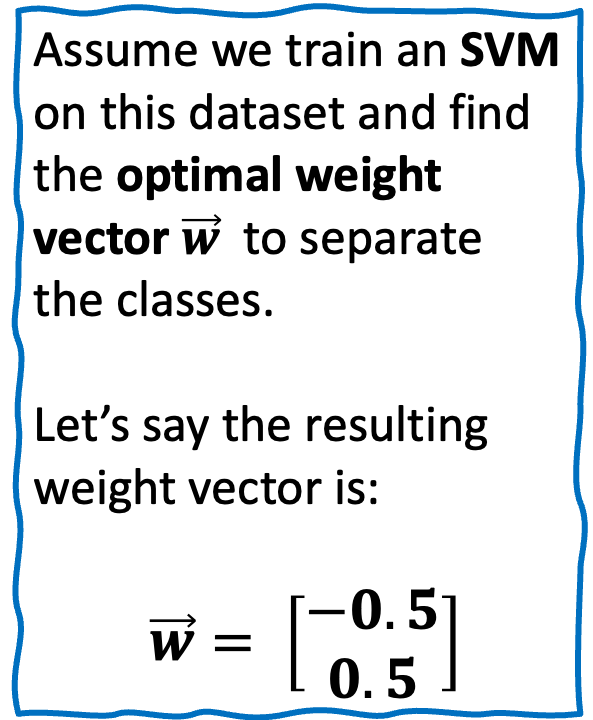 Assume we train an SVM
on this dataset and find
the optimal weight
vector w⃗ to separate
the classes.
Let’s say the resulting
weight vector is:
w⃗ = [−0.5
0.5]